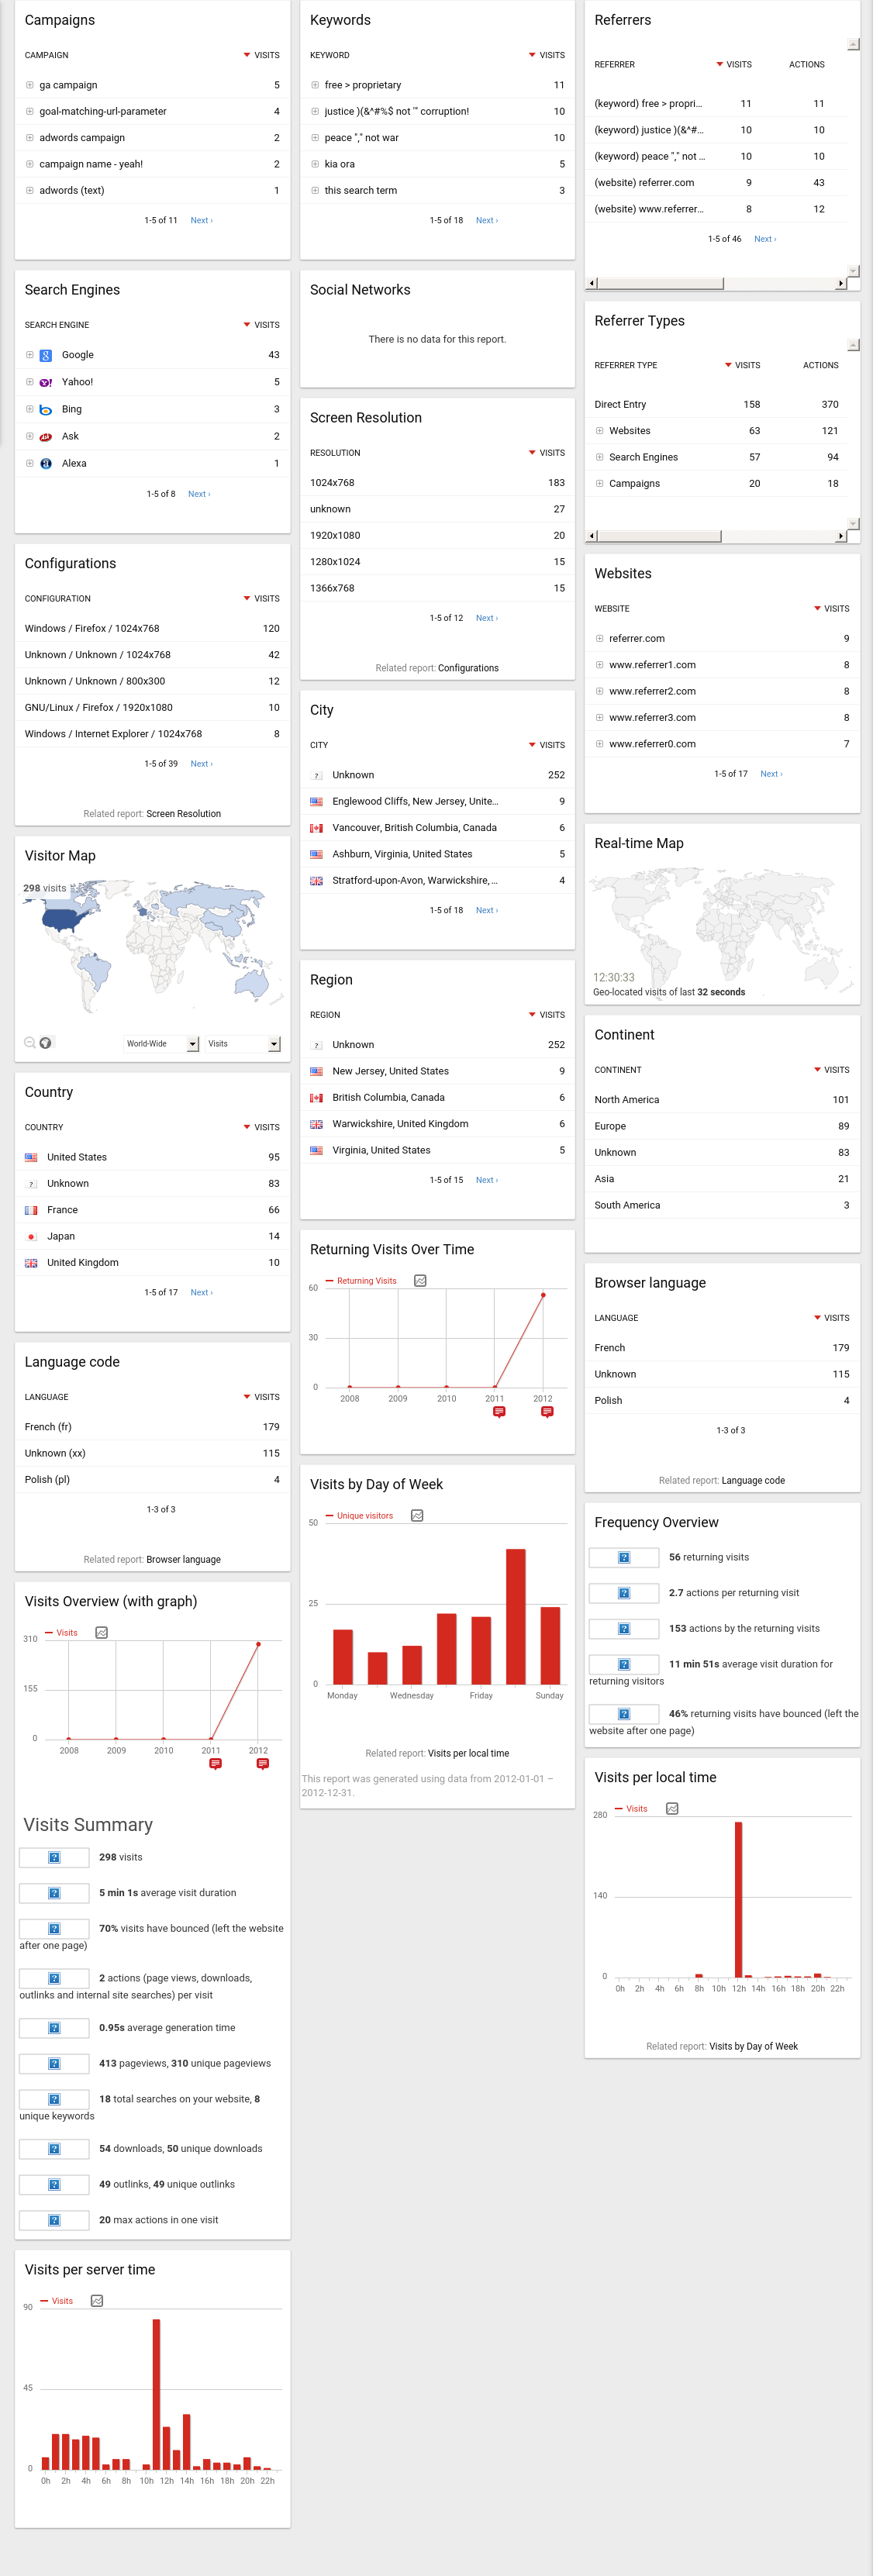 Campaigns
CAMPAIGN VISITS
ga campaign 5
goal-matching-url-parameter 4
adwords campaign 2
campaign name - yeah! 2
adwords (text) 1
1-5 of 11 Next ›
Search Engines
SEARCH ENGINE VISITS
Google 43
Yahoo! 5
Bing 3
Ask 2
Alexa 1
1-5 of 8 Next ›
Configurations
CONFIGURATION VISITS
Windows / Firefox / 1024x768 120
Unknown / Unknown / 1024x768 42
Unknown / Unknown / 800x300 12
GNU/Linux / Firefox / 1920x1080 10
Windows / Internet Explorer / 1024x768 8
1-5 of 39 Next ›
Related report: Screen Resolution
Visitor Map
298 visits
World-Wide Visits
Country
COUNTRY VISITS
United States 95
Unknown 83
France 66
Japan 14
United Kingdom 10
1-5 of 17 Next ›
Language code
LANGUAGE VISITS
French (fr) 179
Unknown (xx) 115
Polish (pl) 4
1-3 of 3
Related report: Browser language
Visits Overview (with graph)
Visits
310
155
0
2008 2009 2010 2011 2012
Visits Summary
298 visits
5 min 1s average visit duration
70% visits have bounced (left the website
after one page)
2 actions (page views, downloads,
outlinks and internal site searches) per visit
0.95s average generation time
413 pageviews, 310 unique pageviews
18 total searches on your website, 8
unique keywords
54 downloads, 50 unique downloads
49 outlinks, 49 unique outlinks
20 max actions in one visit
Visits per server time
Visits
90
45
0
0h 2h 4h 6h 8h 10h 12h 14h 16h 18h 20h 22h
Keywords
KEYWORD VISITS
free > proprietary 11
justice )(&^#%$ not '" corruption! 10
peace "," not war 10
kia ora 5
this search term 3
1-5 of 18 Next ›
Social Networks
There is no data for this report.
Screen Resolution
RESOLUTION VISITS
1024x768 183
unknown 27
1920x1080 20
1280x1024 15
1366x768 15
1-5 of 12 Next ›
Related report: Configurations
City
CITY VISITS
Unknown 252
Englewood Cliffs, New Jersey, Unite... 9
Vancouver, British Columbia, Canada 6
Ashburn, Virginia, United States 5
Stratford-upon-Avon, Warwickshire, ... 4
1-5 of 18 Next ›
Region
REGION VISITS
Unknown 252
New Jersey, United States 9
British Columbia, Canada 6
Warwickshire, United Kingdom 6
Virginia, United States 5
1-5 of 15 Next ›
Returning Visits Over Time
Returning Visits
60
30
0
2008 2009 2010 2011 2012
Visits by Day of Week
Unique visitors
50
25
0
Monday Wednesday Friday Sunday
Related report: Visits per local time
This report was generated using data from 2012-01-01 –
2012-12-31.
Referrers
REFERRER VISITS ACTIONS
(keyword) free > propri... 11 11
(keyword) justice )(&^#... 10 10
(keyword) peace "," not ... 10 10
(website) referrer.com 9 43
(website) www.referrer... 8 12
1-5 of 46 Next ›
Referrer Types
REFERRER TYPE VISITS ACTIONS
Direct Entry 158 370
Websites 63 121
Search Engines 57 94
Campaigns 20 18
Websites
WEBSITE VISITS
referrer.com 9
www.referrer1.com 8
www.referrer2.com 8
www.referrer3.com 8
www.referrer0.com 7
1-5 of 17 Next ›
Real-time Map
12:30:33
Geo-located visits of last 32 seconds
Continent
CONTINENT VISITS
North America 101
Europe 89
Unknown 83
Asia 21
South America 3
Browser language
LANGUAGE VISITS
French 179
Unknown 115
Polish 4
1-3 of 3
Related report: Language code
Frequency Overview
56 returning visits
2.7 actions per returning visit
153 actions by the returning visits
11 min 51s average visit duration for
returning visitors
46% returning visits have bounced (left the
website after one page)
Visits per local time
Visits
280
140
0
0h 2h 4h 6h 8h 10h 12h 14h 16h 18h 20h 22h
Related report: Visits by Day of Week